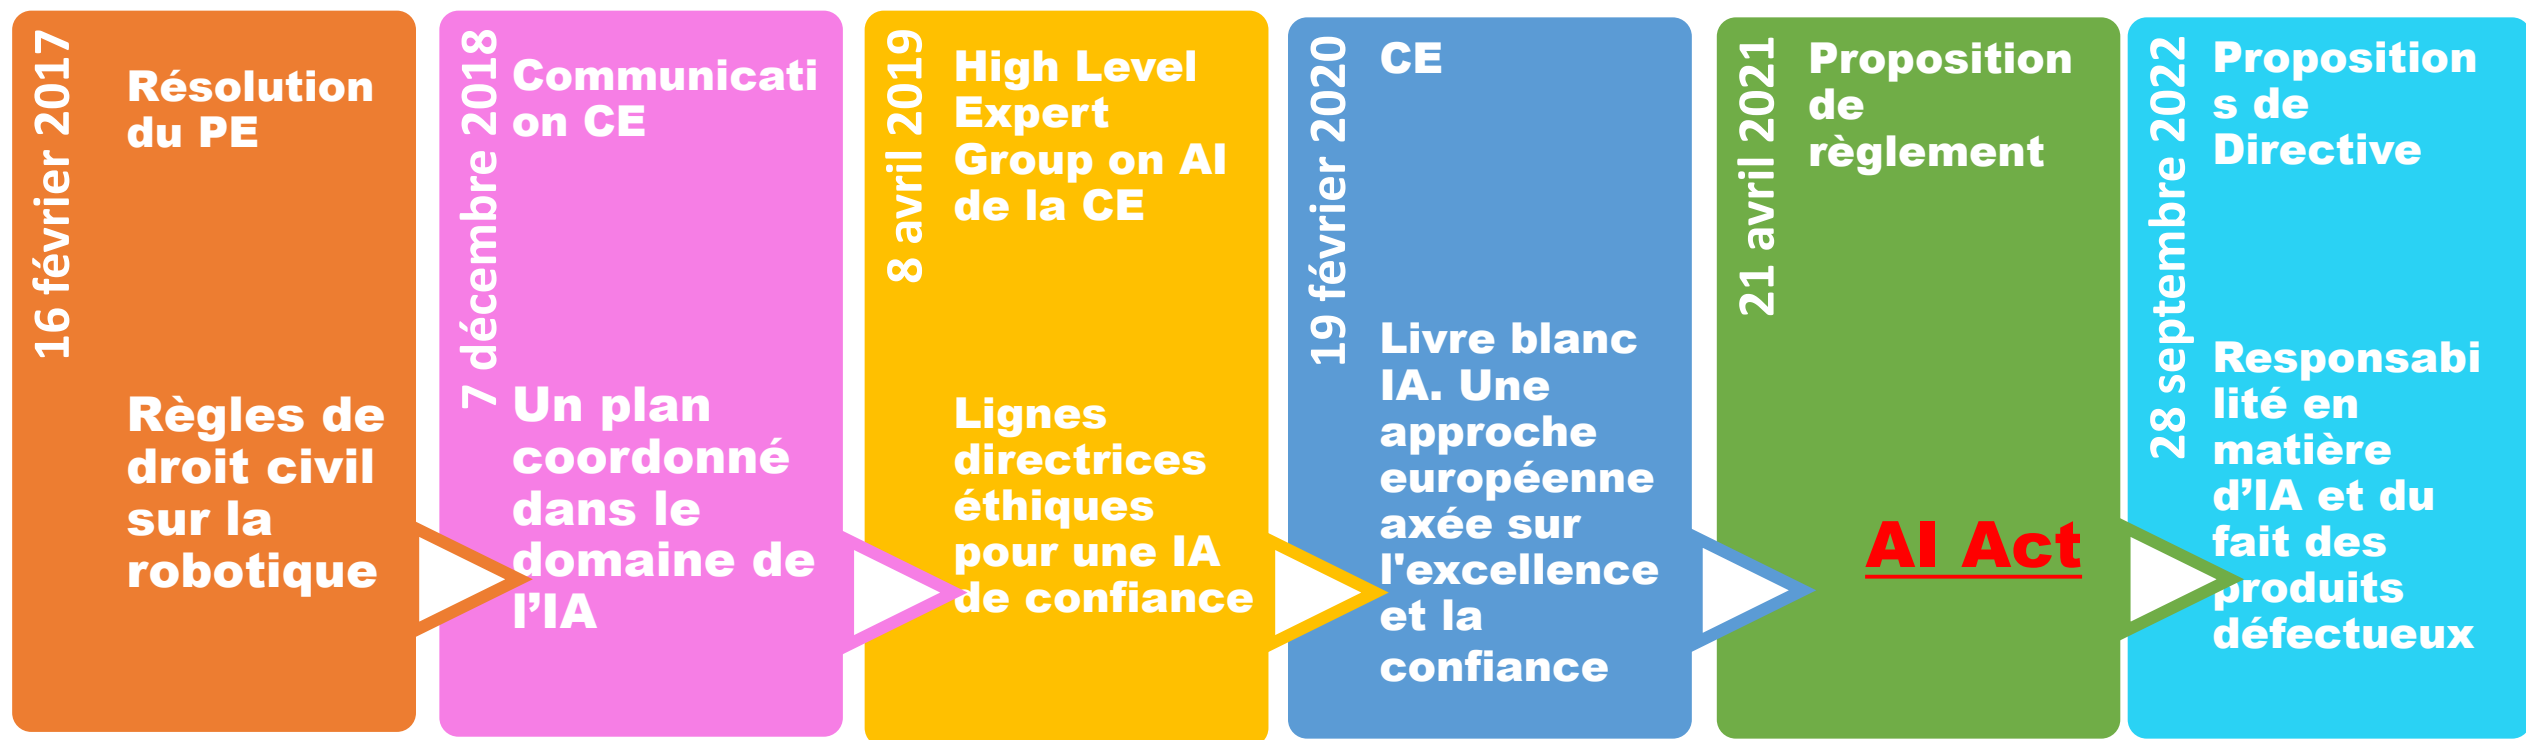 16 février 2017
Résolution
du PE
Règles de
droit civil
sur la
robotique
7 décembre 2018
Communicati
on CE
Un plan
coordonné
dans le
domaine de
l’IA
8 avril 2019
High Level
Expert
Group on AI
de la CE
Lignes
directrices
éthiques
pour une IA
de confiance
19 février 2020
CE
Livre blanc
IA. Une
approche
européenne
axée sur
l'excellence
et la
confiance
21 avril 2021
Proposition
de
règlement
AI Act
28 septembre 2022
Proposition
s de
Directive
Responsabi
lité en
matière
d’IA et du
fait des
produits
défectueux